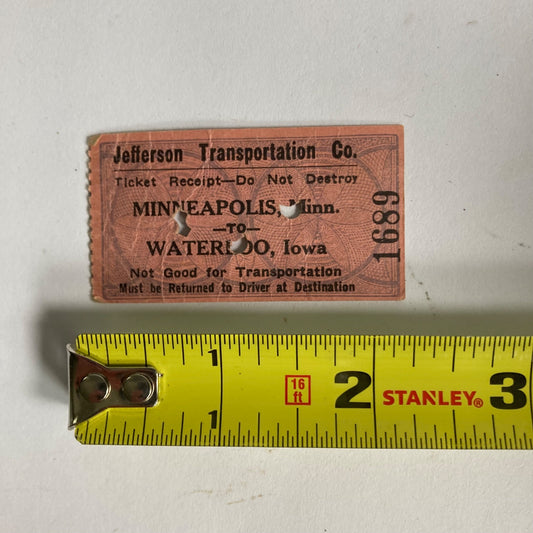 Jefferson Transportation Co.
Ticket Receipt—Do Not Destroy
MINNEAPOLIS, Minn.
—TO—
WATERLOO, Iowa
Not Good for Transportation
Must be Returned to Driver at Destination
1689
1
16 ft
2
STANLEY®
3
1